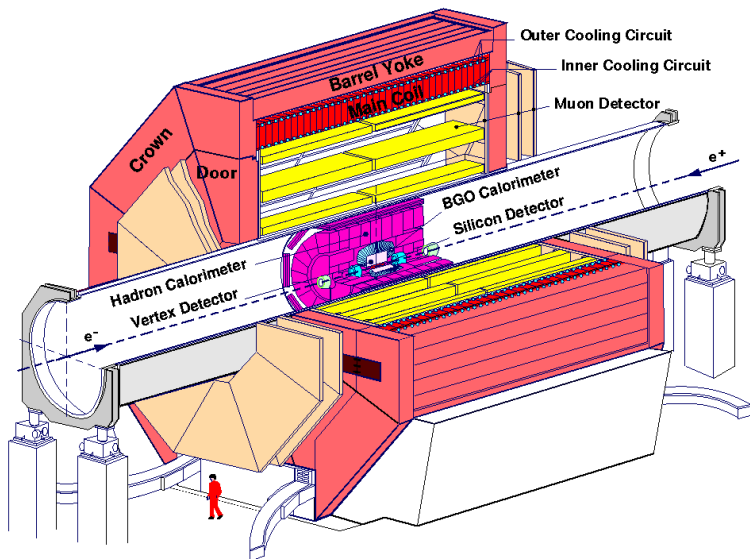 Outer Cooling Circuit
Barrel Yoke
Inner Cooling Circuit
Main Coil
Muon Detector
Crown
Door
e+
BGO Calorimeter
Silicon Detector
Hadron Calorimeter
Vertex Detector
e-